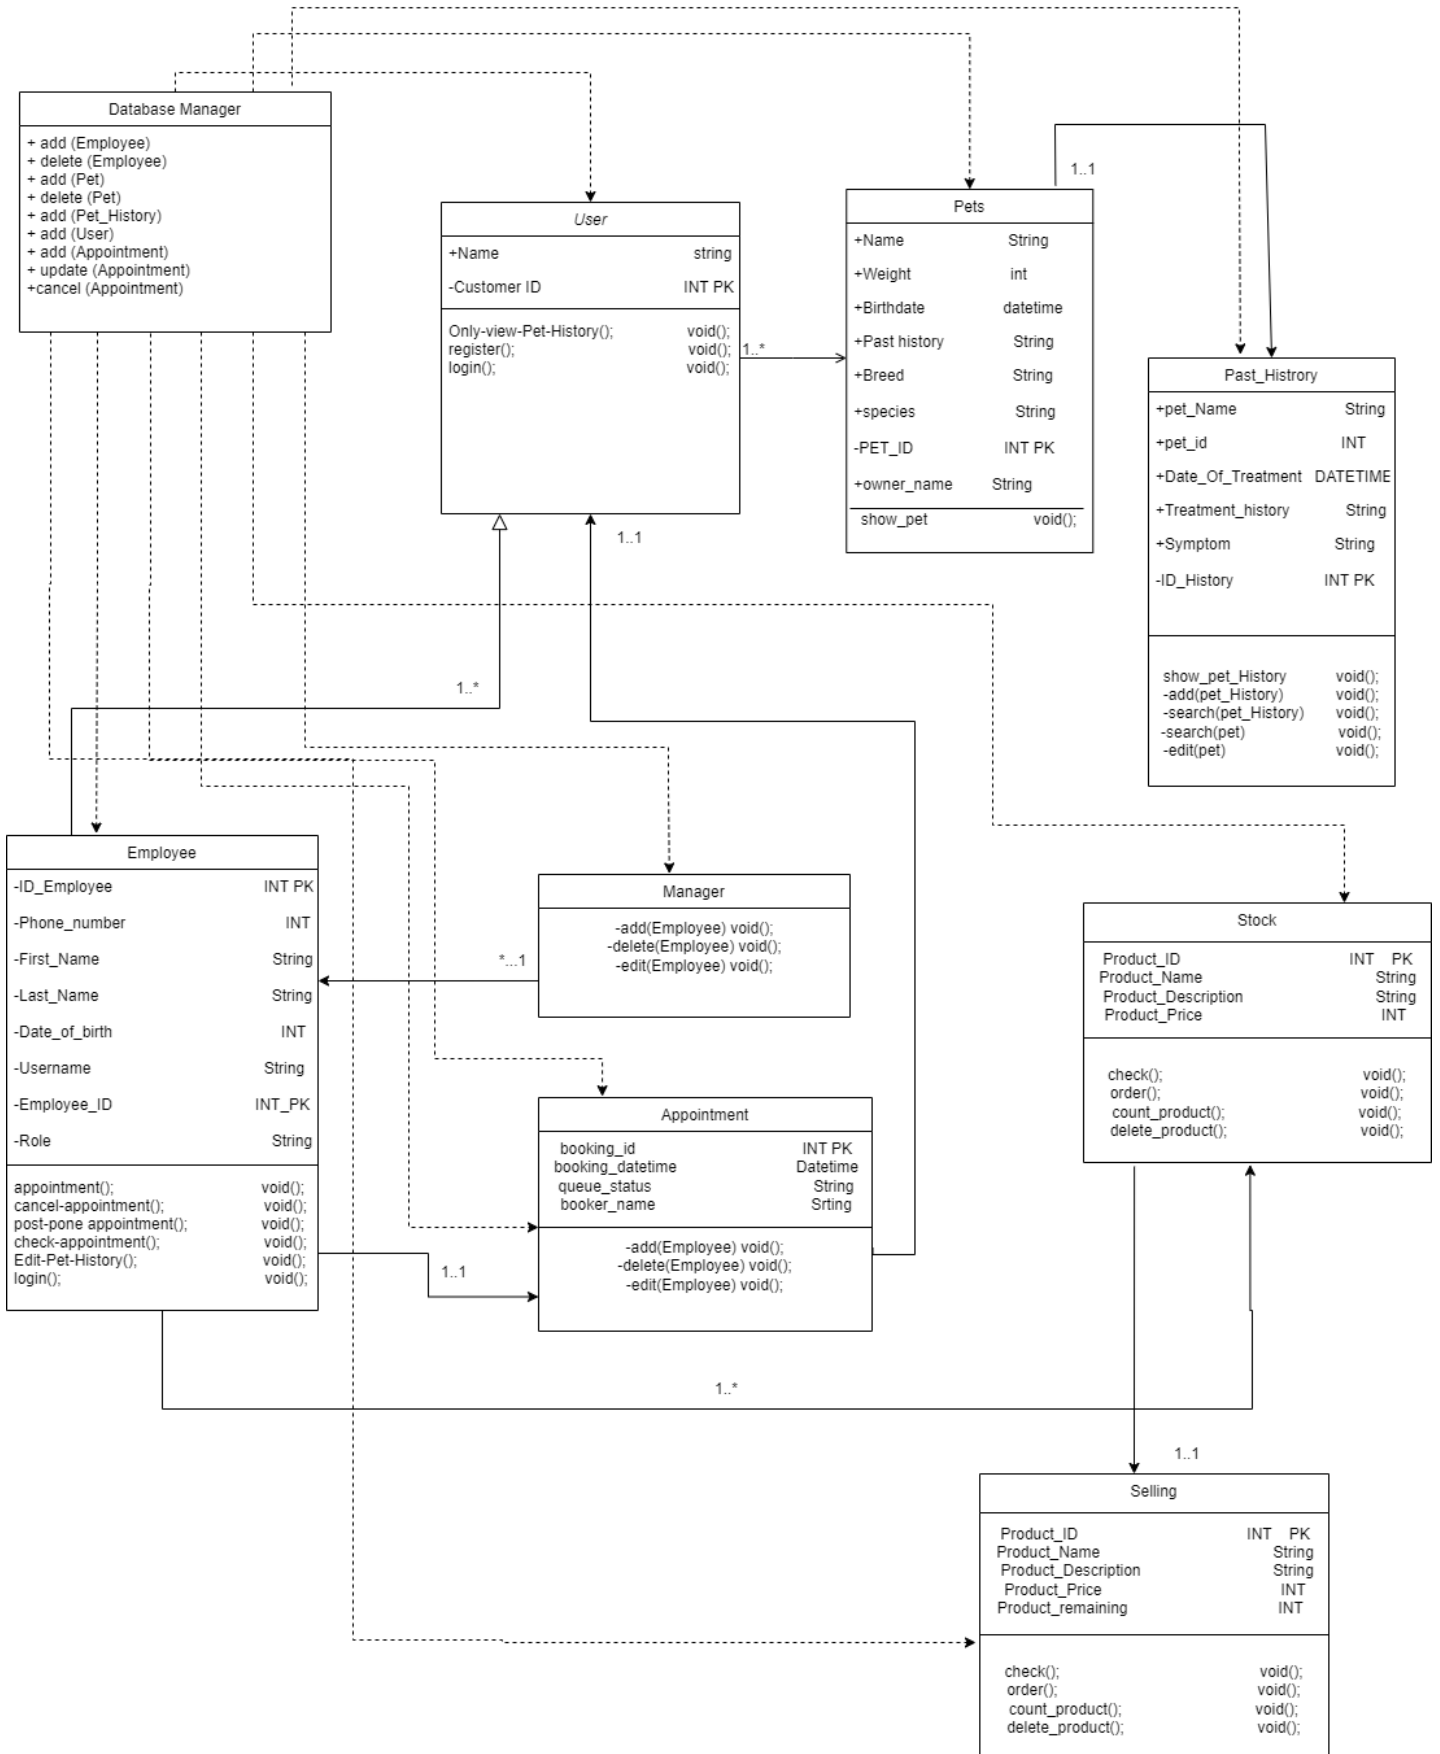 Database Manager
+ add (Employee)
+ delete (Employee)
+ add (Pet)
+ delete (Pet)
+ add (Pet_History)
+ add (User)
+ add (Appointment)
+ update (Appointment)
+cancel (Appointment)
User
+Name string
-Customer ID INT PK
Only-view-Pet-History(); void();
register(); void();
login(); void();
1..*
1..1
Pets
+Name String
+Weight int
+Birthdate datetime
+Past history String
+Breed String
+species String
-PET_ID INT PK
+owner_name String
show_pet void();
1..1
Past_Histrory
+pet_Name String
+pet_id INT
+Date_Of_Treatment DATETIME
+Treatment_history String
+Symptom String
-ID_History INT PK
show_pet_History void();
-add(pet_History) void();
-search(pet_History) void();
-search(pet) void();
-edit(pet) void();
1..*
Employee
-ID_Employee INT PK
-Phone_number INT
-First_Name String
-Last_Name String
-Date_of_birth INT
-Username String
-Employee_ID INT_PK
-Role String
appointment(); void();
cancel-appointment(); void();
post-pone appointment(); void();
check-appointment(); void();
Edit-Pet-History(); void();
login(); void();
*...1
Manager
-add(Employee) void();
-delete(Employee) void();
-edit(Employee) void();
1..1
Appointment
booking_id INT PK
booking_datetime Datetime
queue_status String
booker_name Srting
-add(Employee) void();
-delete(Employee) void();
-edit(Employee) void();
Stock
Product_ID INT PK
Product_Name String
Product_Description String
Product_Price INT
check(); void();
order(); void();
count_product(); void();
delete_product(); void();
1..*
1..1
Selling
Product_ID INT PK
Product_Name String
Product_Description String
Product_Price INT
Product_remaining INT
check(); void();
order(); void();
count_product(); void();
delete_product(); void();